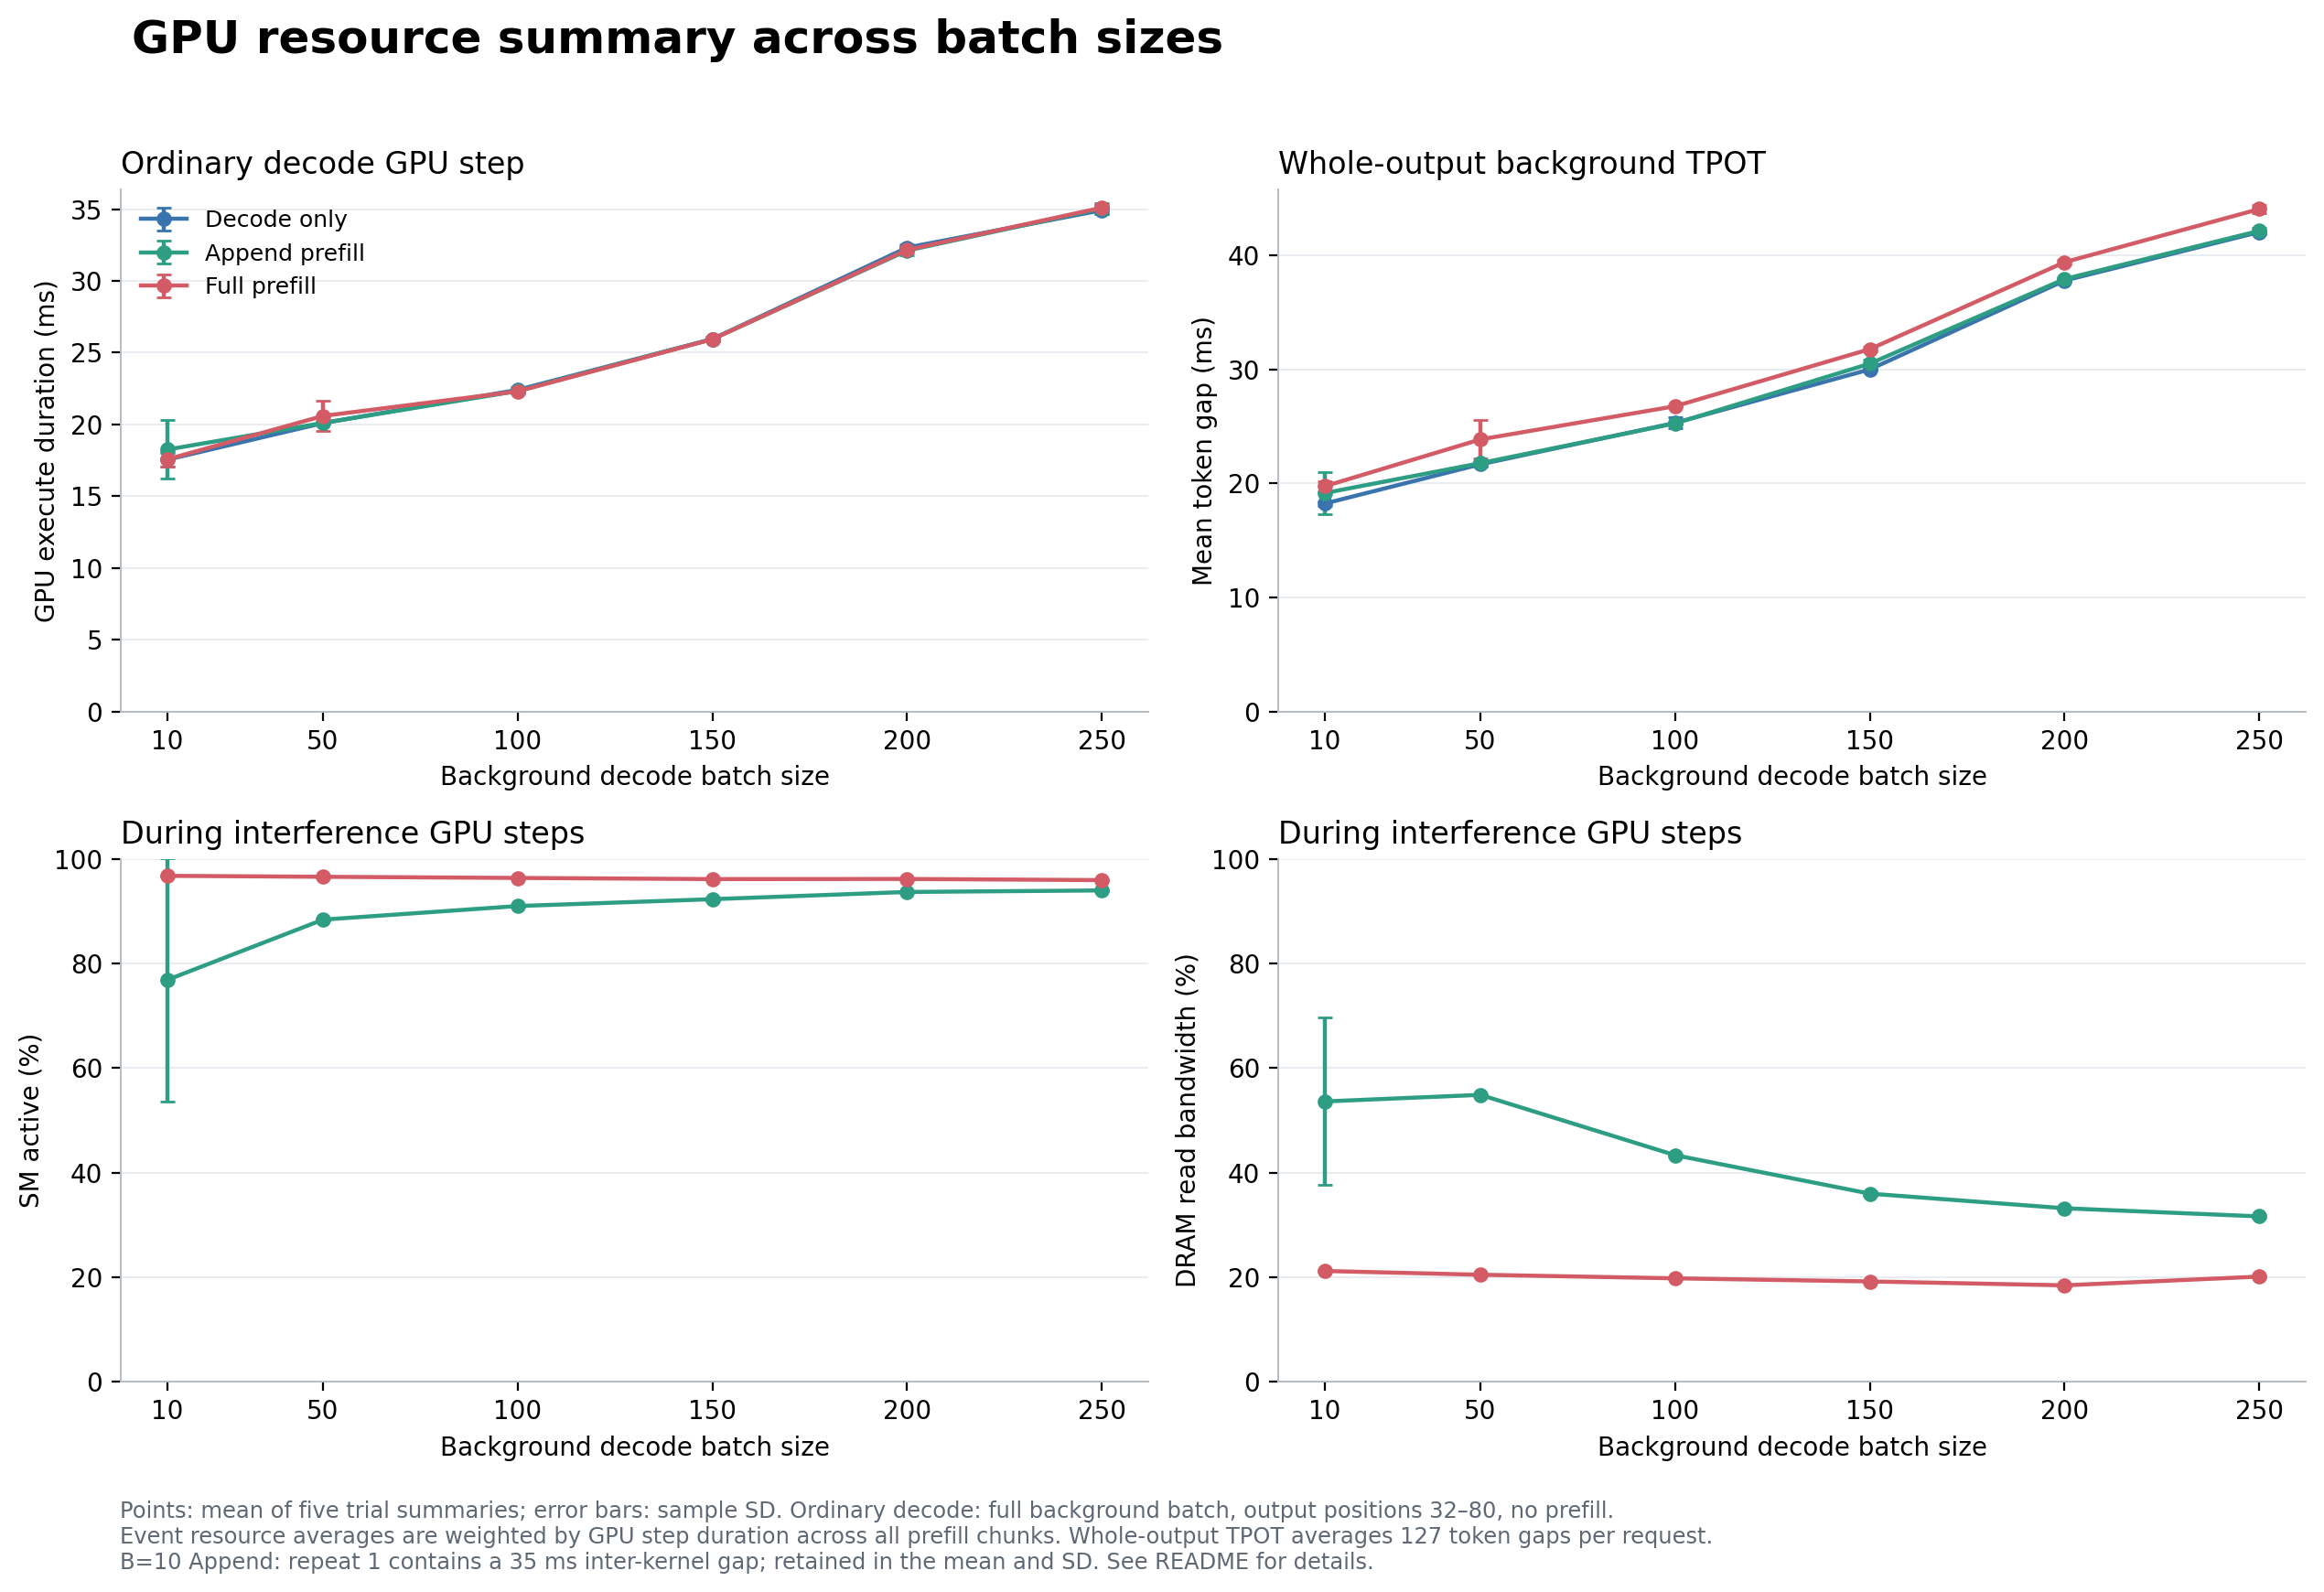 GPU resource summary across batch sizes
Ordinary decode GPU step
GPU execute duration (ms)
35
30
25
20
15
10
5
0
Decode only
Append prefill
Full prefill
10 50 100 150 200 250
Background decode batch size
Whole-output background TPOT
Mean token gap (ms)
40
30
20
10
0
10 50 100 150 200 250
Background decode batch size
During interference GPU steps
SM active (%)
100
80
60
40
20
0
10 50 100 150 200 250
Background decode batch size
During interference GPU steps
DRAM read bandwidth (%)
100
80
60
40
20
0
10 50 100 150 200 250
Background decode batch size
Points: mean of five trial summaries; error bars: sample SD. Ordinary decode: full background batch, output positions 32–80, no prefill.
Event resource averages are weighted by GPU step duration across all prefill chunks. Whole-output TPOT averages 127 token gaps per request.
B=10 Append: repeat 1 contains a 35 ms inter-kernel gap; retained in the mean and SD. See README for details.